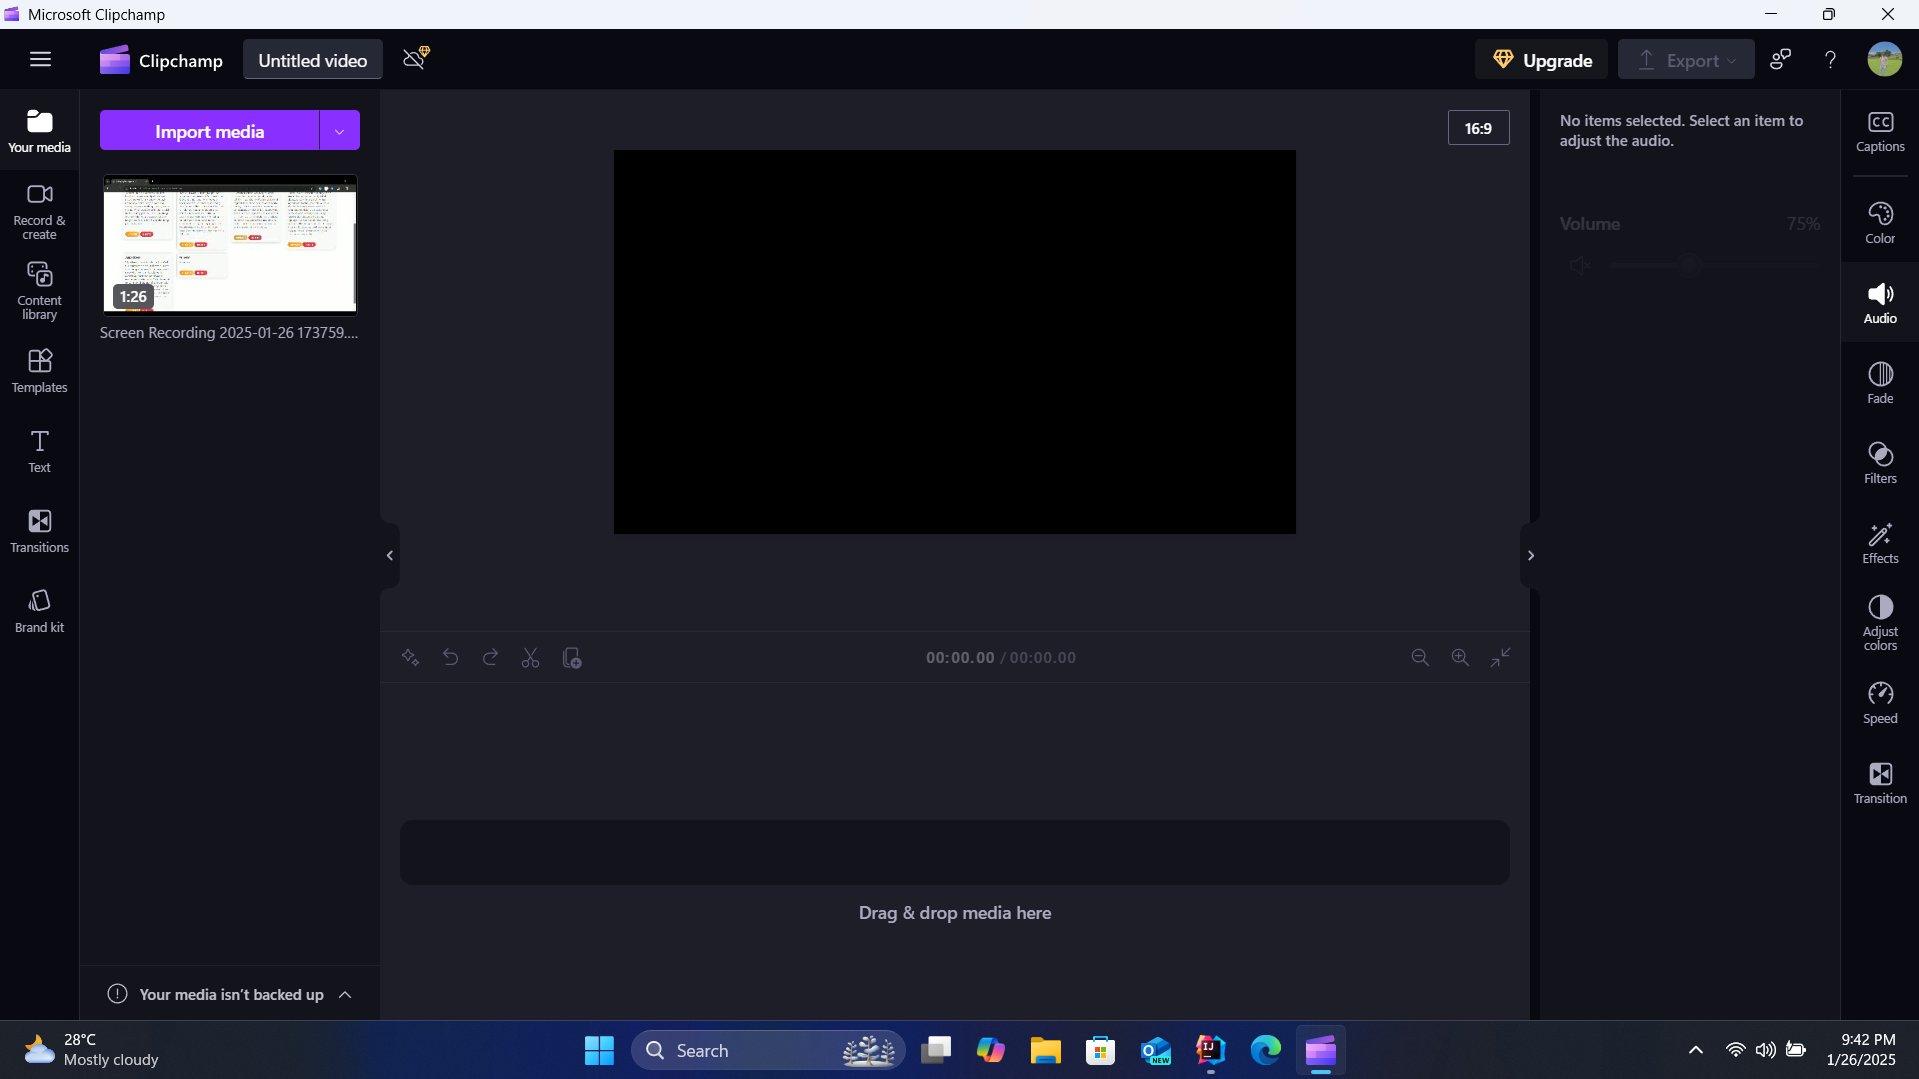 Microsoft Clipchamp
Clipchamp
Untitled video
Upgrade
Export
Your media
Record &
create
Content
library
Templates
Text
Transitions
Brand kit
Import media
1:26
Screen Recording 2025-01-26 173759....
Your media isn't backed up
16:9
00:00.00 / 00:00.00
Drag & drop media here
No items selected. Select an item to
adjust the audio.
Volume 75%
CC
Captions
Color
Audio
Fade
Filters
Effects
Adjust
colors
Speed
Transition
28°C
Mostly cloudy
Search
NEW
IJ
9:42 PM
1/26/2025